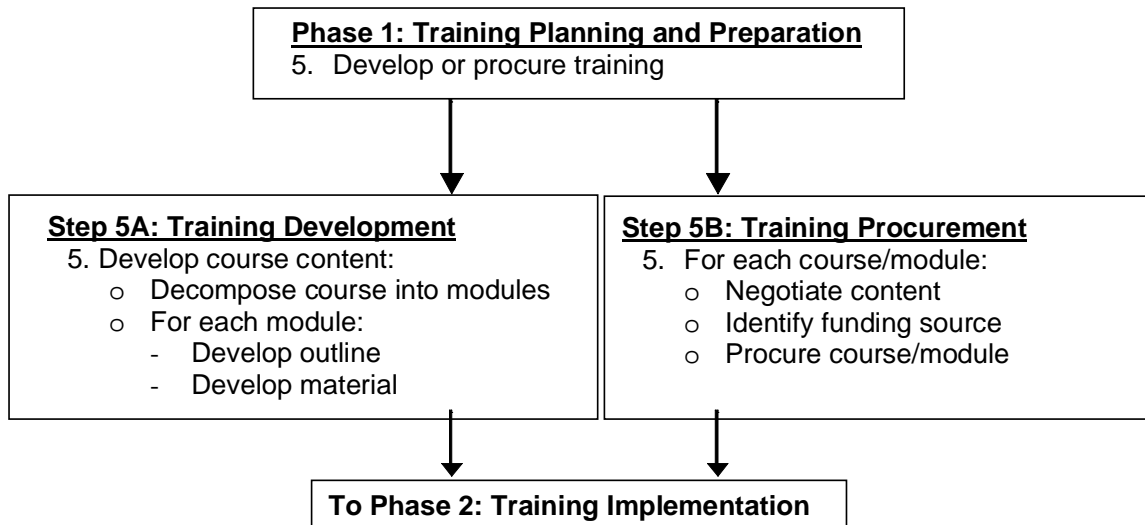 Phase 1: Training Planning and Preparation
5. Develop or procure training
Step 5A: Training Development
5. Develop course content:
o Decompose course into modules
o For each module:
- Develop outline
- Develop material
Step 5B: Training Procurement
5. For each course/module:
o Negotiate content
o Identify funding source
o Procure course/module
To Phase 2: Training Implementation